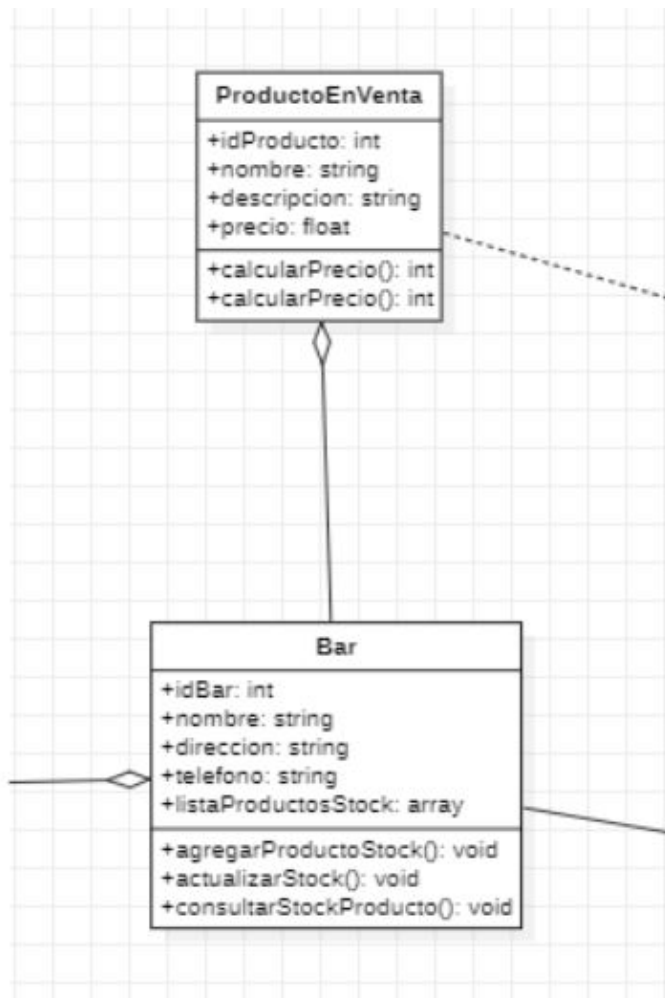 ProductoEnVenta
+idProducto: int
+nombre: string
+descripcion: string
+precio: float
+calcularPrecio(): int
+calcularPrecio(): int
Bar
+idBar: int
+nombre: string
+direccion: string
+telefono: string
+listaProductosStock: array
+agregarProductoStock(): void
+actualizarStock(): void
+consultarStockProducto(): void